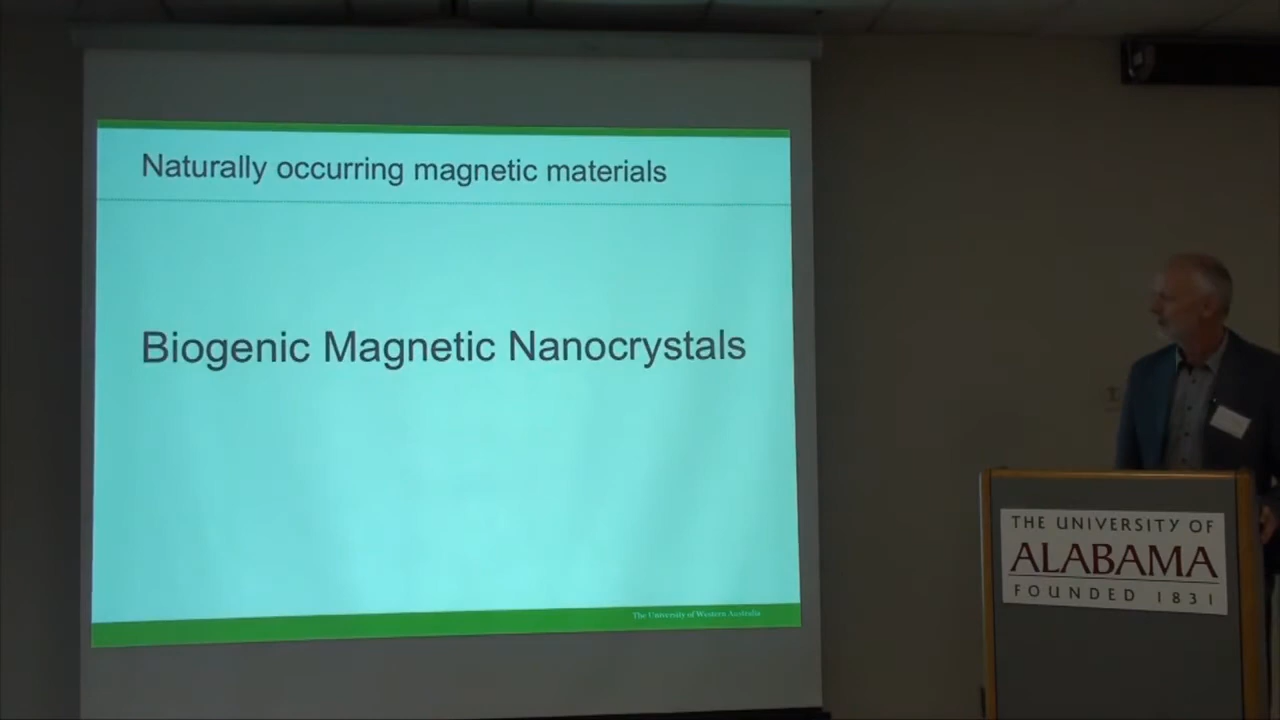 Naturally occurring magnetic materials
Biogenic Magnetic Nanocrystals
The University of Western Australia
THE UNIVERSITY OF
ALABAMA
FOUNDED 1831